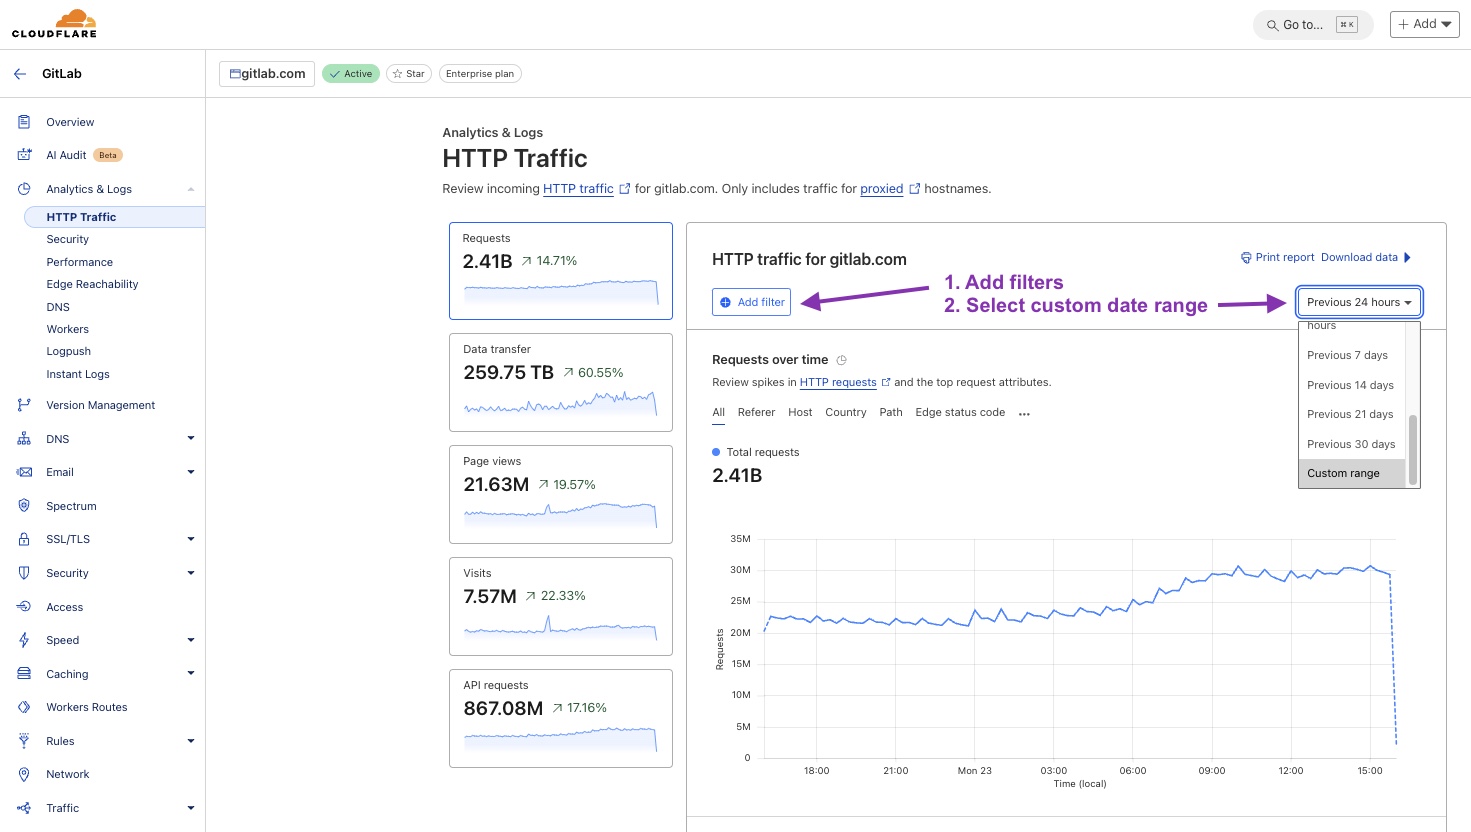 CLOUDFLARE
Go to... ⌘ K
Add
GitLab
gitlab.com Active Star Enterprise plan
Overview
AI Audit Beta
Analytics & Logs
HTTP Traffic
Security
Performance
Edge Reachability
DNS
Workers
Logpush
Instant Logs
Version Management
DNS
Email
Spectrum
SSL/TLS
Security
Access
Speed
Caching
Workers Routes
Rules
Network
Traffic
Analytics & Logs
HTTP Traffic
Review incoming HTTP traffic for gitlab.com. Only includes traffic for proxied hostnames.
Requests
2.41B 14.71%
Data transfer
259.75 TB 60.55%
Page views
21.63M 19.57%
Visits
7.57M 22.33%
API requests
867.08M 17.16%
HTTP traffic for gitlab.com
Print report Download data
Add filter
1. Add filters
2. Select custom date range
Previous 24 hours
hours
Previous 7 days
Previous 14 days
Previous 21 days
Previous 30 days
Custom range
Requests over time
Review spikes in HTTP requests and the top request attributes.
All Referer Host Country Path Edge status code ...
Total requests
2.41B
Requests
35M
30M
25M
20M
15M
10M
5M
0
18:00 21:00 Mon 23 03:00 06:00 09:00 12:00 15:00
Time (local)